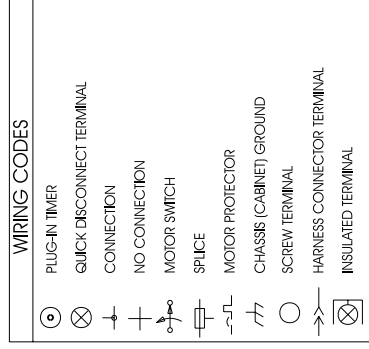 WIRING CODES
PLUG-IN TIMER
QUICK DISCONNECT TERMINAL
CONNECTION
NO CONNECTION
MOTOR SWITCH
SPLICE
MOTOR PROTECTOR
CHASSIS (CABINET) GROUND
SCREW TERMINAL
HARNESS CONNECTOR TERMINAL
INSULATED TERMINAL